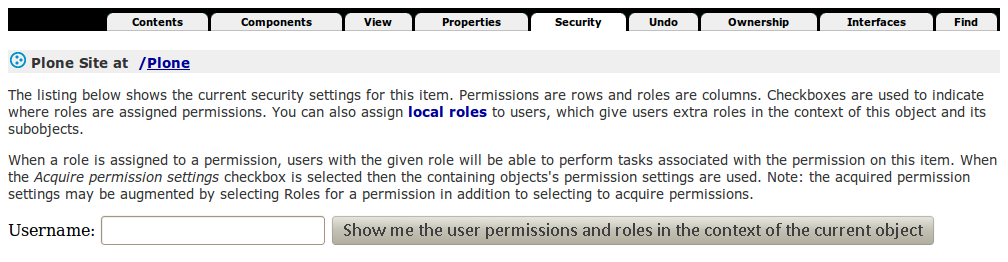 Contents Components View Properties Security Undo Ownership Interfaces Find
Plone Site at /Plone
The listing below shows the current security settings for this item. Permissions are rows and roles are columns. Checkboxes are used to indicate
where roles are assigned permissions. You can also assign local roles to users, which give users extra roles in the context of this object and its
subobjects.
When a role is assigned to a permission, users with the given role will be able to perform tasks associated with the permission on this item. When
the Acquire permission settings checkbox is selected then the containing objects's permission settings are used. Note: the acquired permission
settings may be augmented by selecting Roles for a permission in addition to selecting to acquire permissions.
Username: Show me the user permissions and roles in the context of the current object